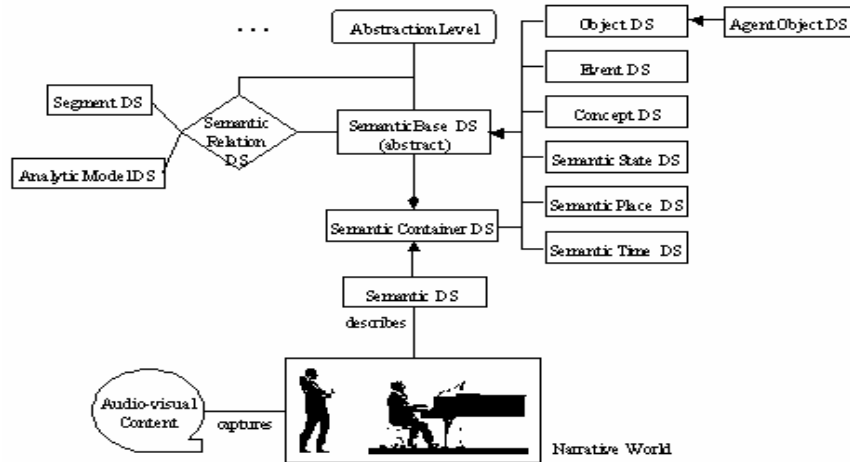 ...
Abstraction Level
Object DS
AgentObject DS
Event DS
Segment DS
Semantic
Relation
DS
SemanticBase DS
(abstract)
Concept DS
Semantic State DS
Analytic Model DS
Semantic Place DS
Semantic Container DS
Semantic Time DS
Semantic DS
describes
Audio-visual
Content
captures
Narrative World